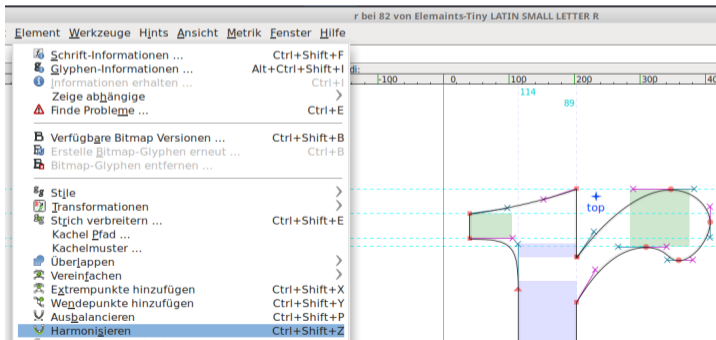 r bei 82 von Elemaints-Tiny LATIN SMALL LETTER R
Element Werkzeuge Hints Ansicht Metrik Fenster Hilfe
Schrift-Informationen ... Ctrl+Shift+F
Glyphen-Informationen ... Alt+Ctrl+Shift+I
Informationen erhalten ... Ctrl+I
Zeige abhängige
Finde Probleme ... Ctrl+E
Verfügbare Bitmap Versionen ... Ctrl+Shift+B
Erstelle Bitmap-Glyphen erneut ... Ctrl+B
Bitmap-Glyphen entfernen ...
Stile
Transformationen
Strich verbreitern ... Ctrl+Shift+E
Kachel Pfad ...
Kachelmuster ...
Überlappen
Vereinfachen
Extrempunkte hinzufügen Ctrl+Shift+X
Wendepunkte hinzufügen Ctrl+Shift+Y
Ausbalancieren Ctrl+Shift+P
Harmonisieren Ctrl+Shift+Z
di:
-100 0 100 200 300 40
114
89
top